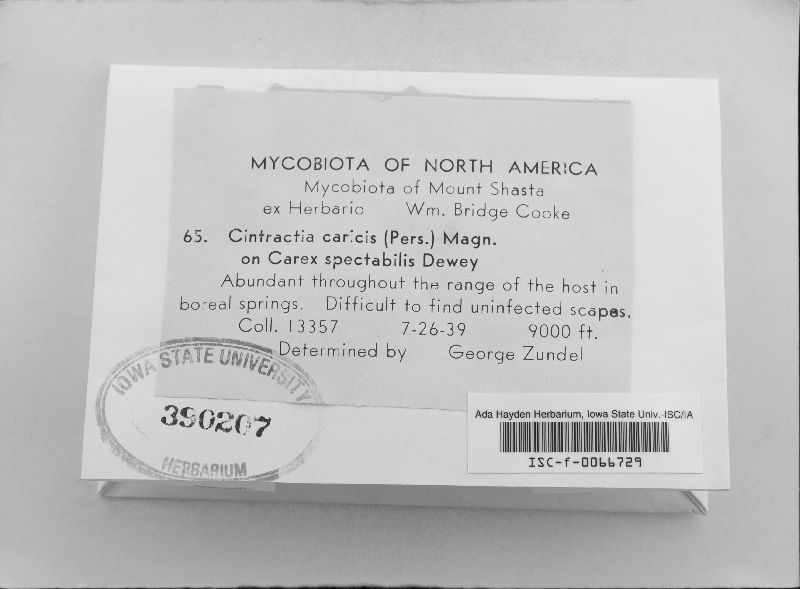 MYCOBIOTA OF NORTH AMERICA
Mycobiota of Mount Shasta
ex Herbario Wm. Bridge Cooke
65. Cintractia caricis (Pers.) Magn.
on Carex spectabilis Dewey
Abundant throughout the range of the host in
boreal springs. Difficult to find uninfected scapes.
Coll. 13357 7-26-39 9000 ft.
Determined by George Zundel
IOWA STATE UNIVERSITY
390207
HERBARIUM
Ada Hayden Herbarium, Iowa State Univ.-ISC/IA
ISC-f-0066729